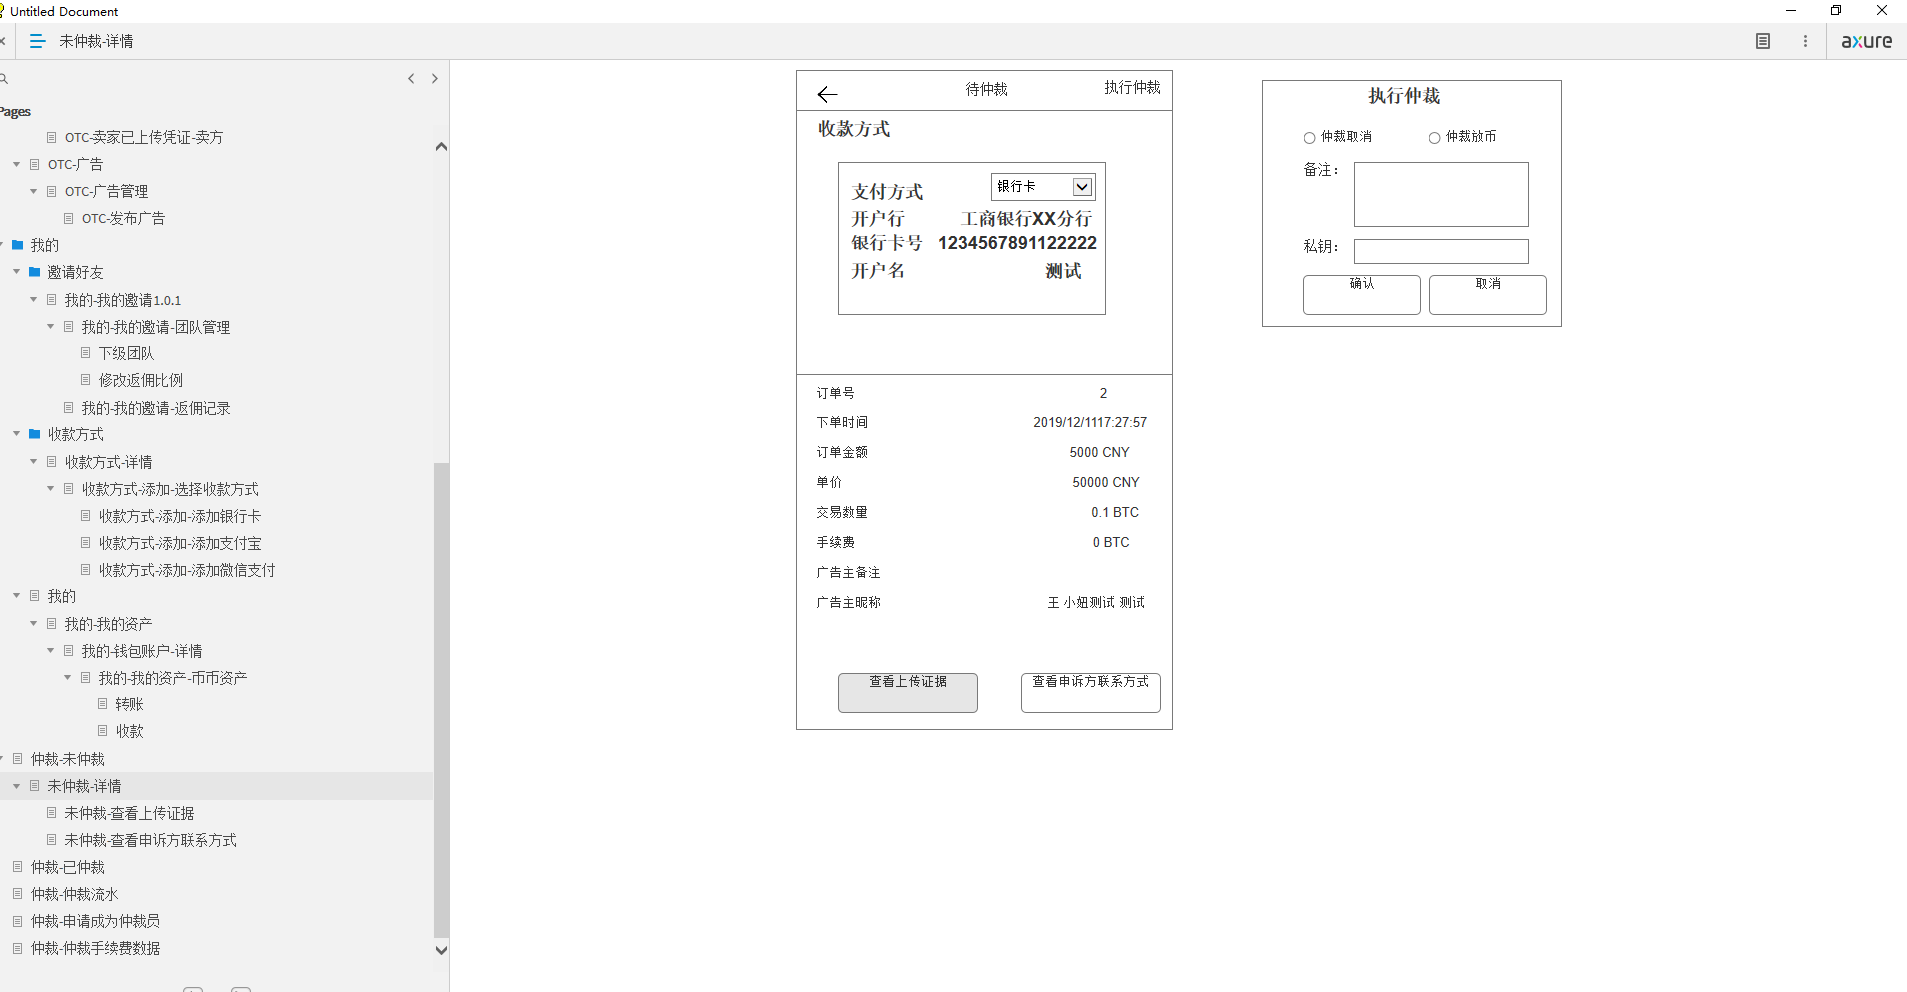 Untitled Document
未仲裁-详情
axure
Pages
OTC-卖家已上传凭证-卖方
OTC-广告
OTC-广告管理
OTC-发布广告
我的
邀请好友
我的-我的邀请1.0.1
我的-我的邀请-团队管理
下级团队
修改返佣比例
我的-我的邀请-返佣记录
收款方式
收款方式-详情
收款方式-添加-选择收款方式
收款方式-添加-添加银行卡
收款方式-添加-添加支付宝
收款方式-添加-添加微信支付
我的
我的-我的资产
我的-钱包账户-详情
我的-我的资产-币币资产
转账
收款
仲裁-未仲裁
未仲裁-详情
未仲裁-查看上传证据
未仲裁-查看申诉方联系方式
仲裁-已仲裁
仲裁-仲裁流水
仲裁-申请成为仲裁员
仲裁-仲裁手续费数据
待仲裁 执行仲裁
收款方式
支付方式 银行卡
开户行 工商银行XX分行
银行卡号 1234567891122222
开户名 测试
订单号 2
下单时间 2019/12/1117:27:57
订单金额 5000 CNY
单价 50000 CNY
交易数量 0.1 BTC
手续费 0 BTC
广告主备注
广告主昵称 王 小妞测试 测试
查看上传证据 查看申诉方联系方式
执行仲裁
仲裁取消 仲裁放币
备注：
私钥：
确认 取消